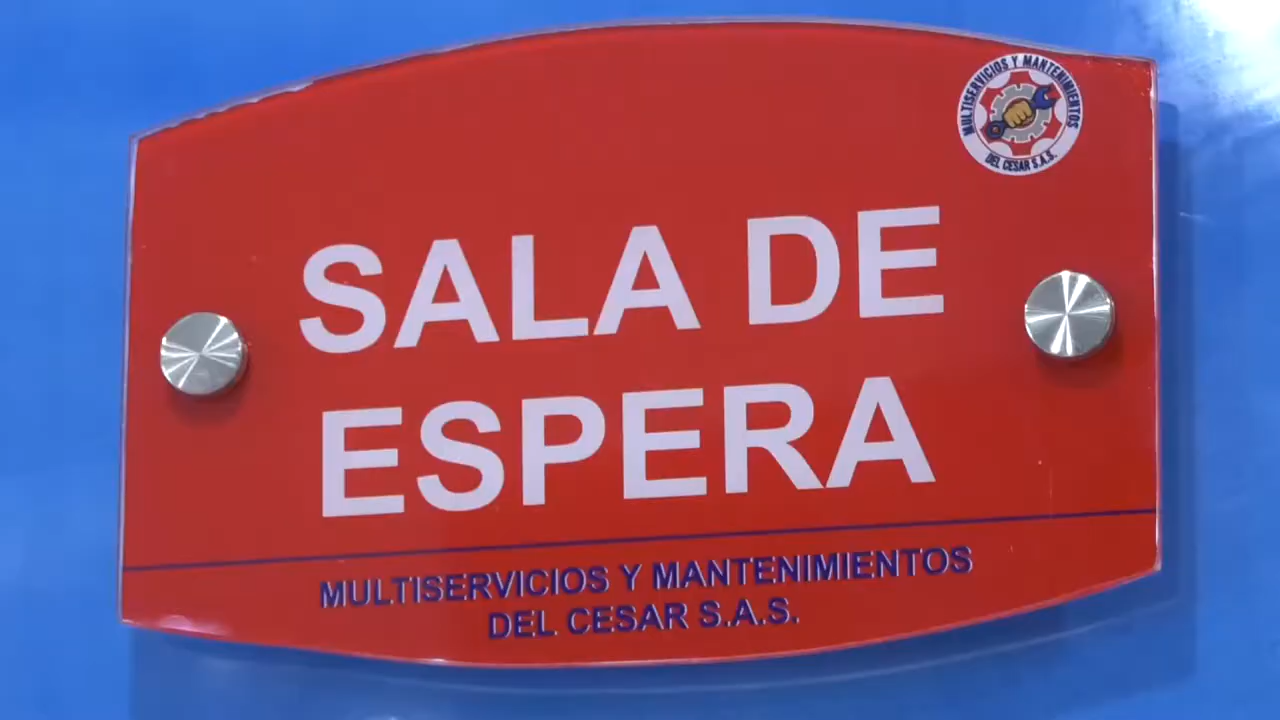 MULTISERVICIOS Y MANTENIMIENTOS
DEL CESAR S.A.S.
SALA DE
ESPERA
MULTISERVICIOS Y MANTENIMIENTOS
DEL CESAR S.A.S.